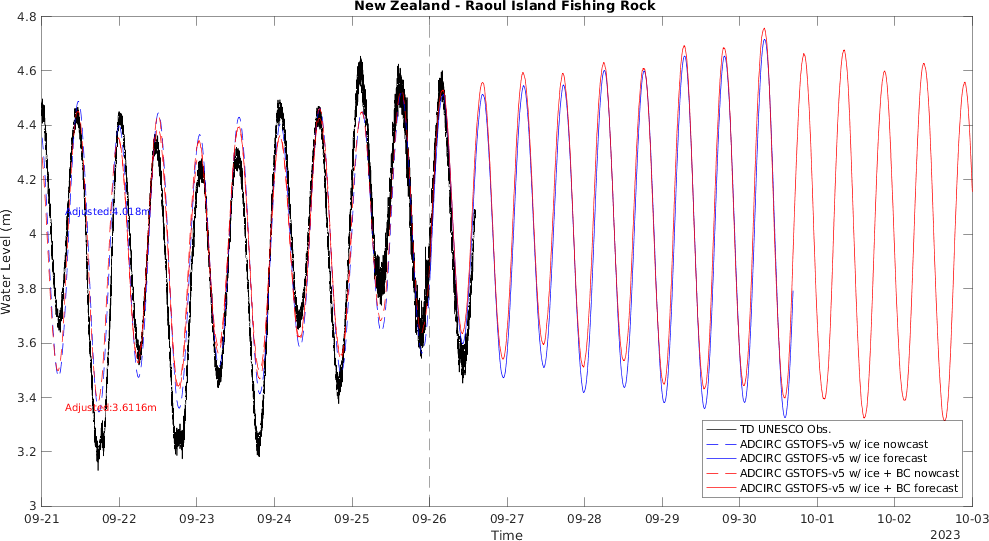 New Zealand - Raoul Island Fishing Rock
4.8
4.6
4.4
4.2
4
3.8
3.6
3.4
3.2
3
Water Level (m)
Adjusted:4.018m
Adjusted:3.6116m
TD UNESCO Obs.
ADCIRC GSTOFS-v5 w/ ice nowcast
ADCIRC GSTOFS-v5 w/ ice forecast
ADCIRC GSTOFS-v5 w/ ice + BC nowcast
ADCIRC GSTOFS-v5 w/ ice + BC forecast
09-21 09-22 09-23 09-24 09-25 09-26 09-27 09-28 09-29 09-30 10-01 10-02 10-03
Time
2023